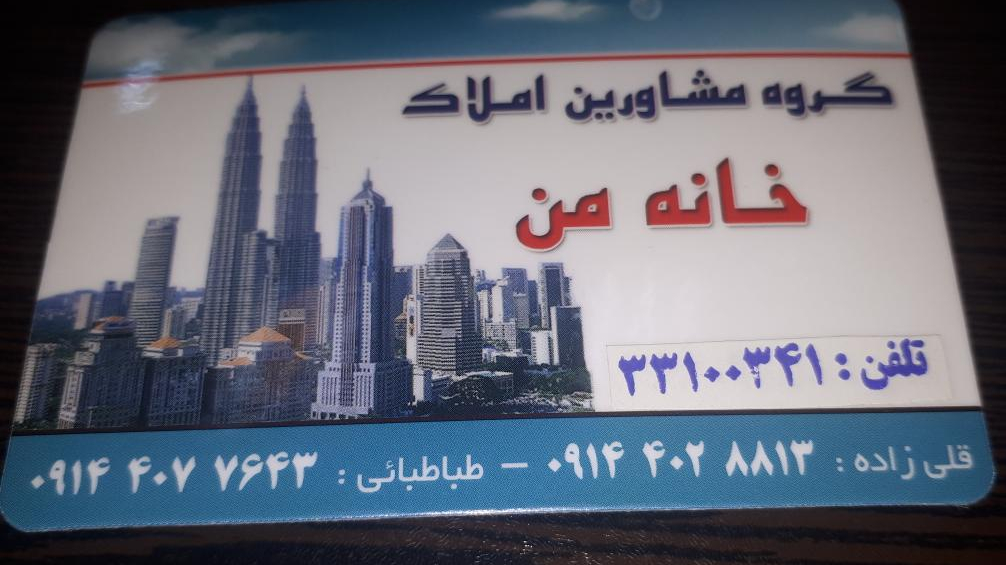 گروه مشاورین املاک
خانه من
تلفن : ۳۳۱۰۰۳۴۱
قلی زاده : ۰۹۱۴ ۴۰۲ ۸۸۱۳ – طباطبائی : ۰۹۱۴ ۴۰۷ ۷۶۴۳